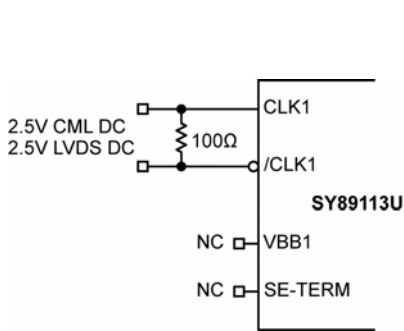 CLK1
2.5V CML DC
2.5V LVDS DC
100Ω
/CLK1
SY89113U
NC
VBB1
NC
SE-TERM